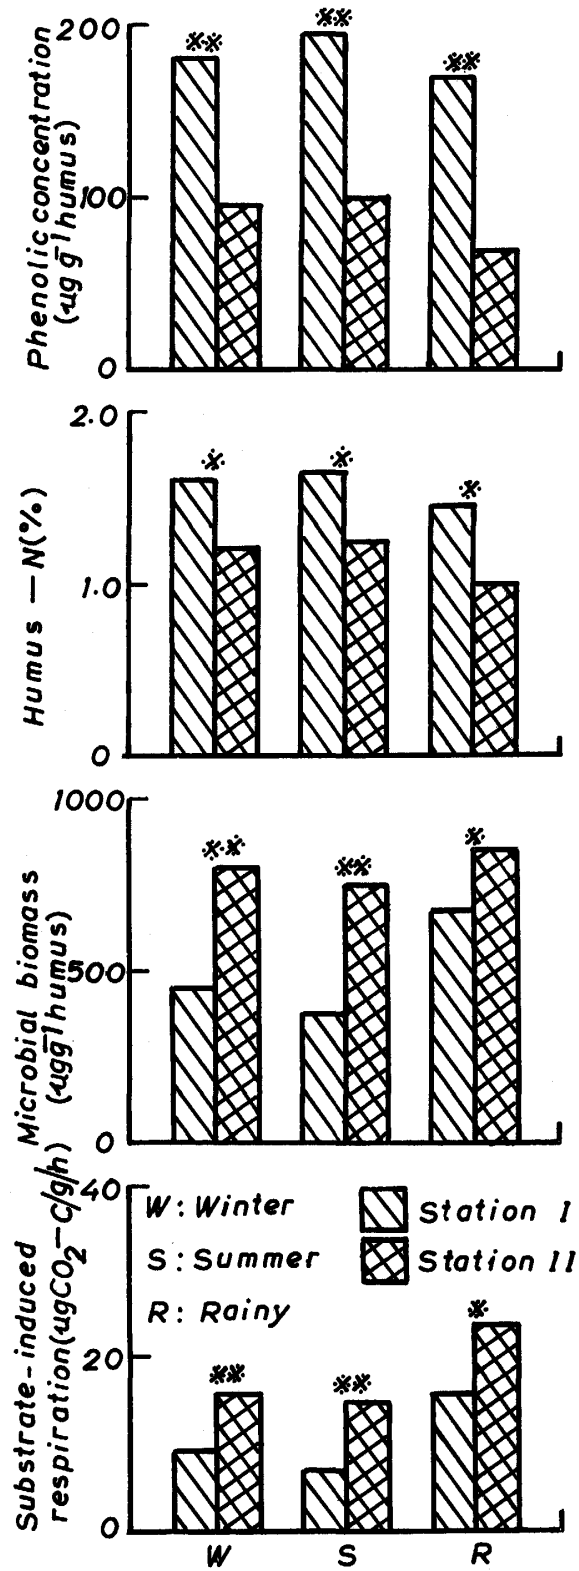 Phenolic concentration
(ug g⁻¹ humus)
200
**
**
**
100
0
Humus — N(%)
2.0
*
*
*
1.0
0
Microbial biomass
(ug g⁻¹ humus)
1000
**
**
*
500
0
Substrate-induced
respiration(ugCO₂-C/g/h)
40
W: Winter
S: Summer
R: Rainy
Station I
Station II
20
**
**
*
0
W S R